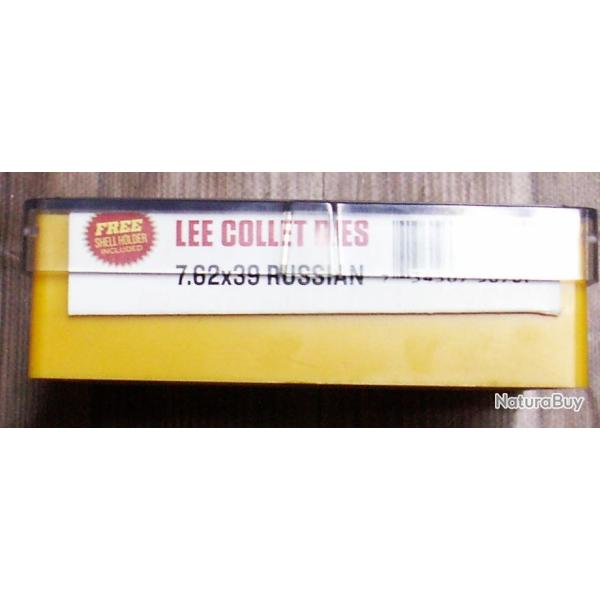 FREE
SHELL HOLDER
INCLUDED
LEE COLLET DIES
7.62x39 RUSSIAN
NaturaBuy